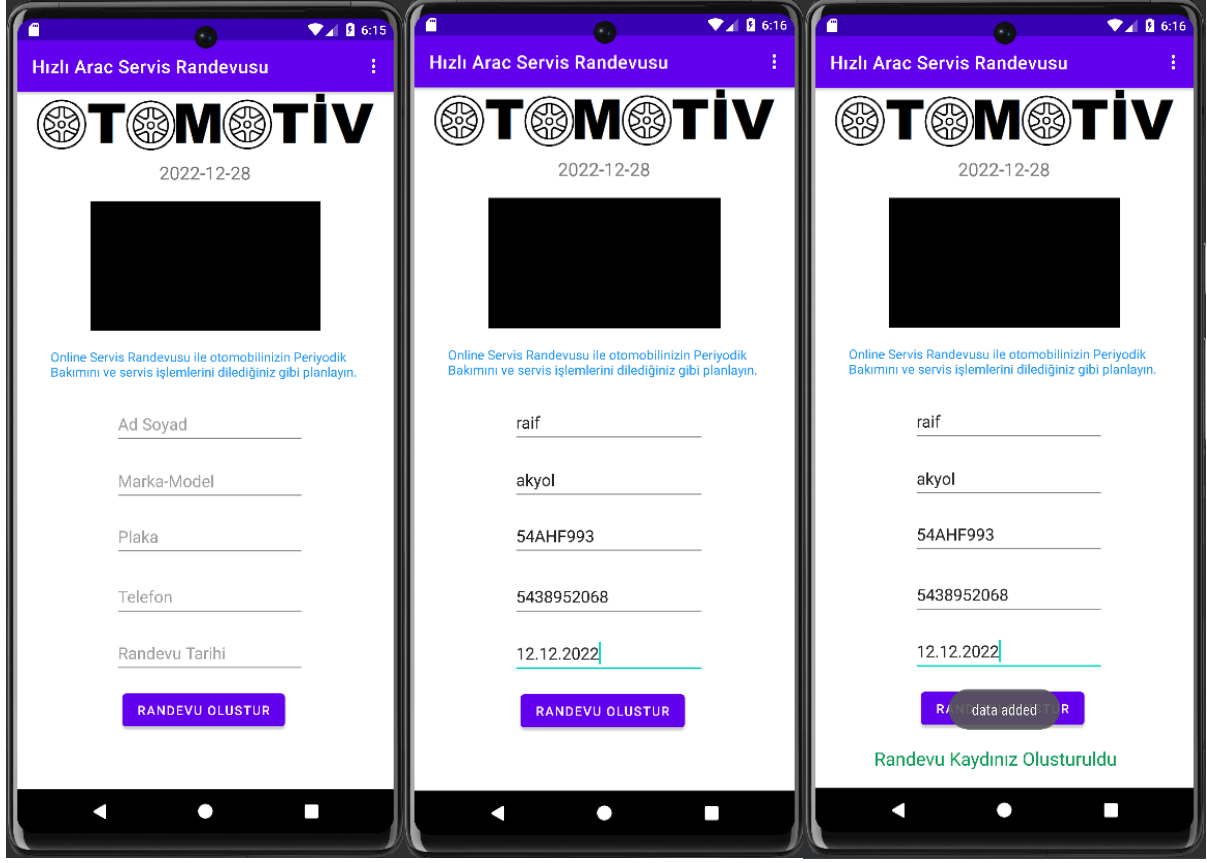 6:15
Hızlı Arac Servis Randevusu
OTOMOTİV
2022-12-28
Online Servis Randevusu ile otomobilinizin Periyodik
Bakımını ve servis işlemlerini dilediğiniz gibi planlayın.
Ad Soyad
Marka-Model
Plaka
Telefon
Randevu Tarihi
RANDEVU OLUSTUR
6:16
Hızlı Arac Servis Randevusu
OTOMOTİV
2022-12-28
Online Servis Randevusu ile otomobilinizin Periyodik
Bakımını ve servis işlemlerini dilediğiniz gibi planlayın.
raif
akyol
54AHF993
5438952068
12.12.2022
RANDEVU OLUSTUR
6:16
Hızlı Arac Servis Randevusu
OTOMOTİV
2022-12-28
Online Servis Randevusu ile otomobilinizin Periyodik
Bakımını ve servis işlemlerini dilediğiniz gibi planlayın.
raif
akyol
54AHF993
5438952068
12.12.2022
data added
Randevu Kaydınız Olusturuldu